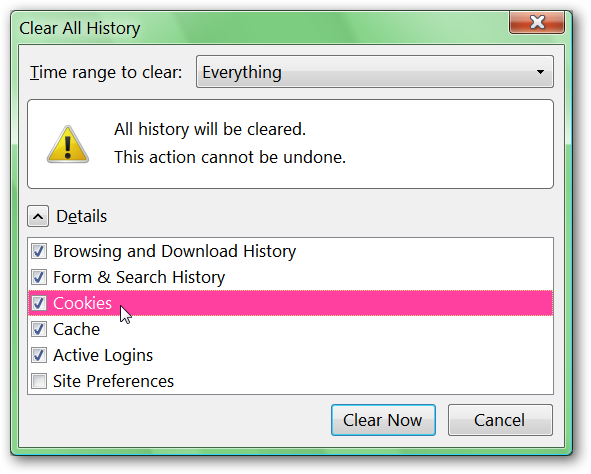 Clear All History
Time range to clear: Everything
All history will be cleared.
This action cannot be undone.
Details
Browsing and Download History
Form & Search History
Cookies
Cache
Active Logins
Site Preferences
Clear Now Cancel